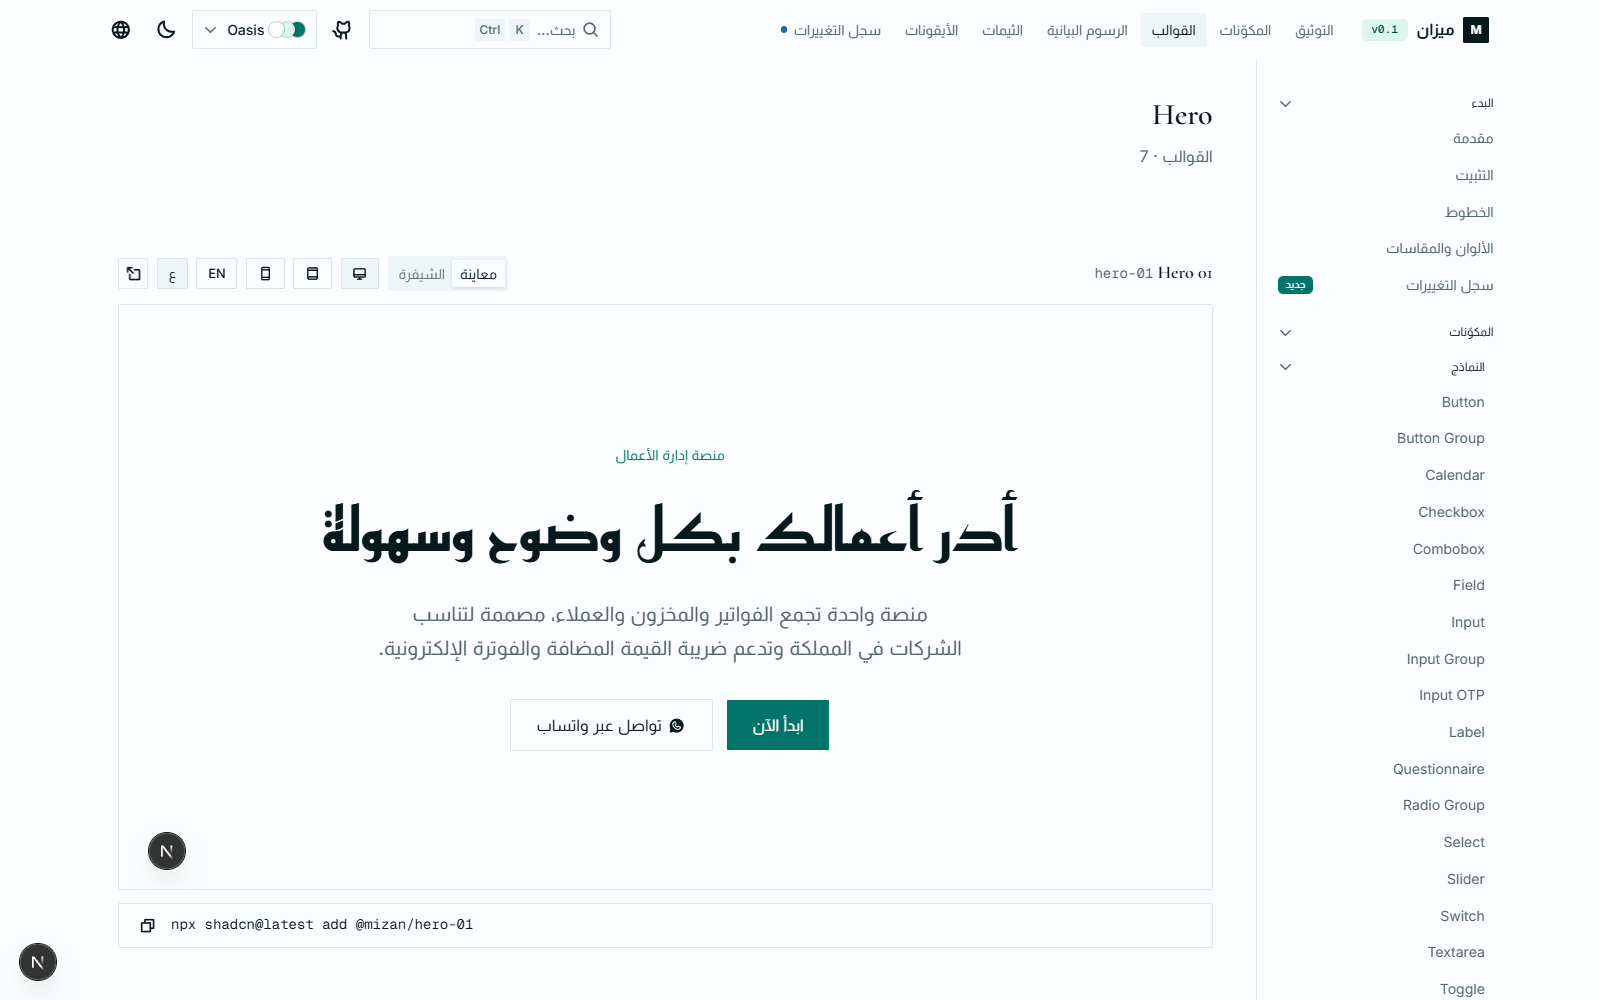 M ميزان v0.1 التوثيق المكوّنات القوالب الرسوم البيانية الثيمات الأيقونات سجل التغييرات بحث... Ctrl K Oasis
البدء
مقدمة
التثبيت
الخطوط
الألوان والمقاسات
سجل التغييرات جديد
المكوّنات
النماذج
Button
Button Group
Calendar
Checkbox
Combobox
Field
Input
Input Group
Input OTP
Label
Questionnaire
Radio Group
Select
Slider
Switch
Textarea
Toggle
Hero
القوالب · 7
Hero 01 hero-01 معاينة الشيفرة EN ع
منصة إدارة الأعمال
أدر أعمالك بكل وضوح وسهولة
منصة واحدة تجمع الفواتير والمخزون والعملاء، مصممة لتناسب
الشركات في المملكة وتدعم ضريبة القيمة المضافة والفوترة الإلكترونية.
ابدأ الآن تواصل عبر واتساب
N
npx shadcn@latest add @mizan/hero-01
N